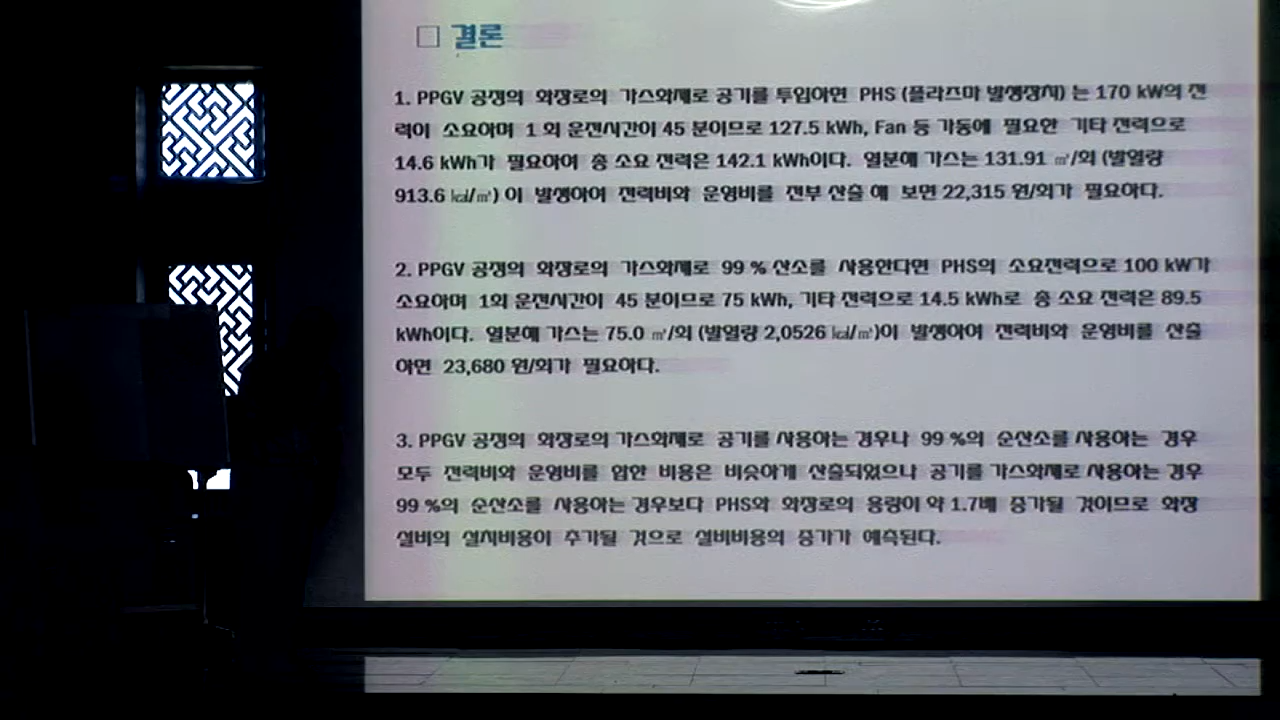 □ 결론
1. PPGV 공정의 화장로의 가스화제로 공기를 투입하면 PHS (플라즈마 발생장치) 는 170 kW의 전
력이 소요하며 1 회 운전시간이 45 분이므로 127.5 kWh, Fan 등 가동에 필요한 기타 전력으로
14.6 kWh가 필요하여 총 소요 전력은 142.1 kWh이다. 열분해 가스는 131.91 ㎥/회 (발열량
913.6 ㎉/㎥) 이 발생하여 전력비와 운영비를 전부 산출 해 보면 22,315 원/회가 필요하다.
2. PPGV 공정의 화장로의 가스화제로 99 % 산소를 사용한다면 PHS의 소요전력으로 100 kW가
소요하며 1회 운전시간이 45 분이므로 75 kWh, 기타 전력으로 14.5 kWh로 총 소요 전력은 89.5
kWh이다. 열분해 가스는 75.0 ㎥/회 (발열량 2,0526 ㎉/㎥)이 발생하여 전력비와 운영비를 산출
하면 23,680 원/회가 필요하다.
3. PPGV 공정의 화장로의 가스화제로 공기를 사용하는 경우나 99 %의 순산소를 사용하는 경우
모두 전력비와 운영비를 합한 비용은 비슷하게 산출되었으나 공기를 가스화제로 사용하는 경우
99 %의 순산소를 사용하는 경우보다 PHS와 화장로의 용량이 약 1.7배 증가될 것이므로 화장
설비의 설치비용이 추가될 것으로 설비비용의 증가가 예측된다.